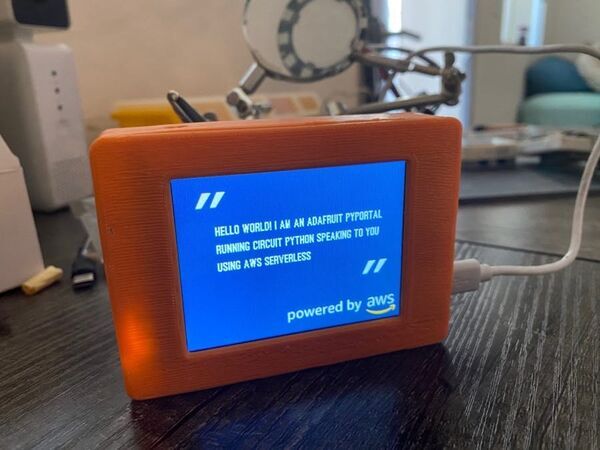 "
HELLO WORLD! I AM AN ADAFRUIT PYPORTAL
RUNNING CIRCUIT PYTHON SPEAKING TO YOU
USING AWS SERVERLESS
"
powered by aws